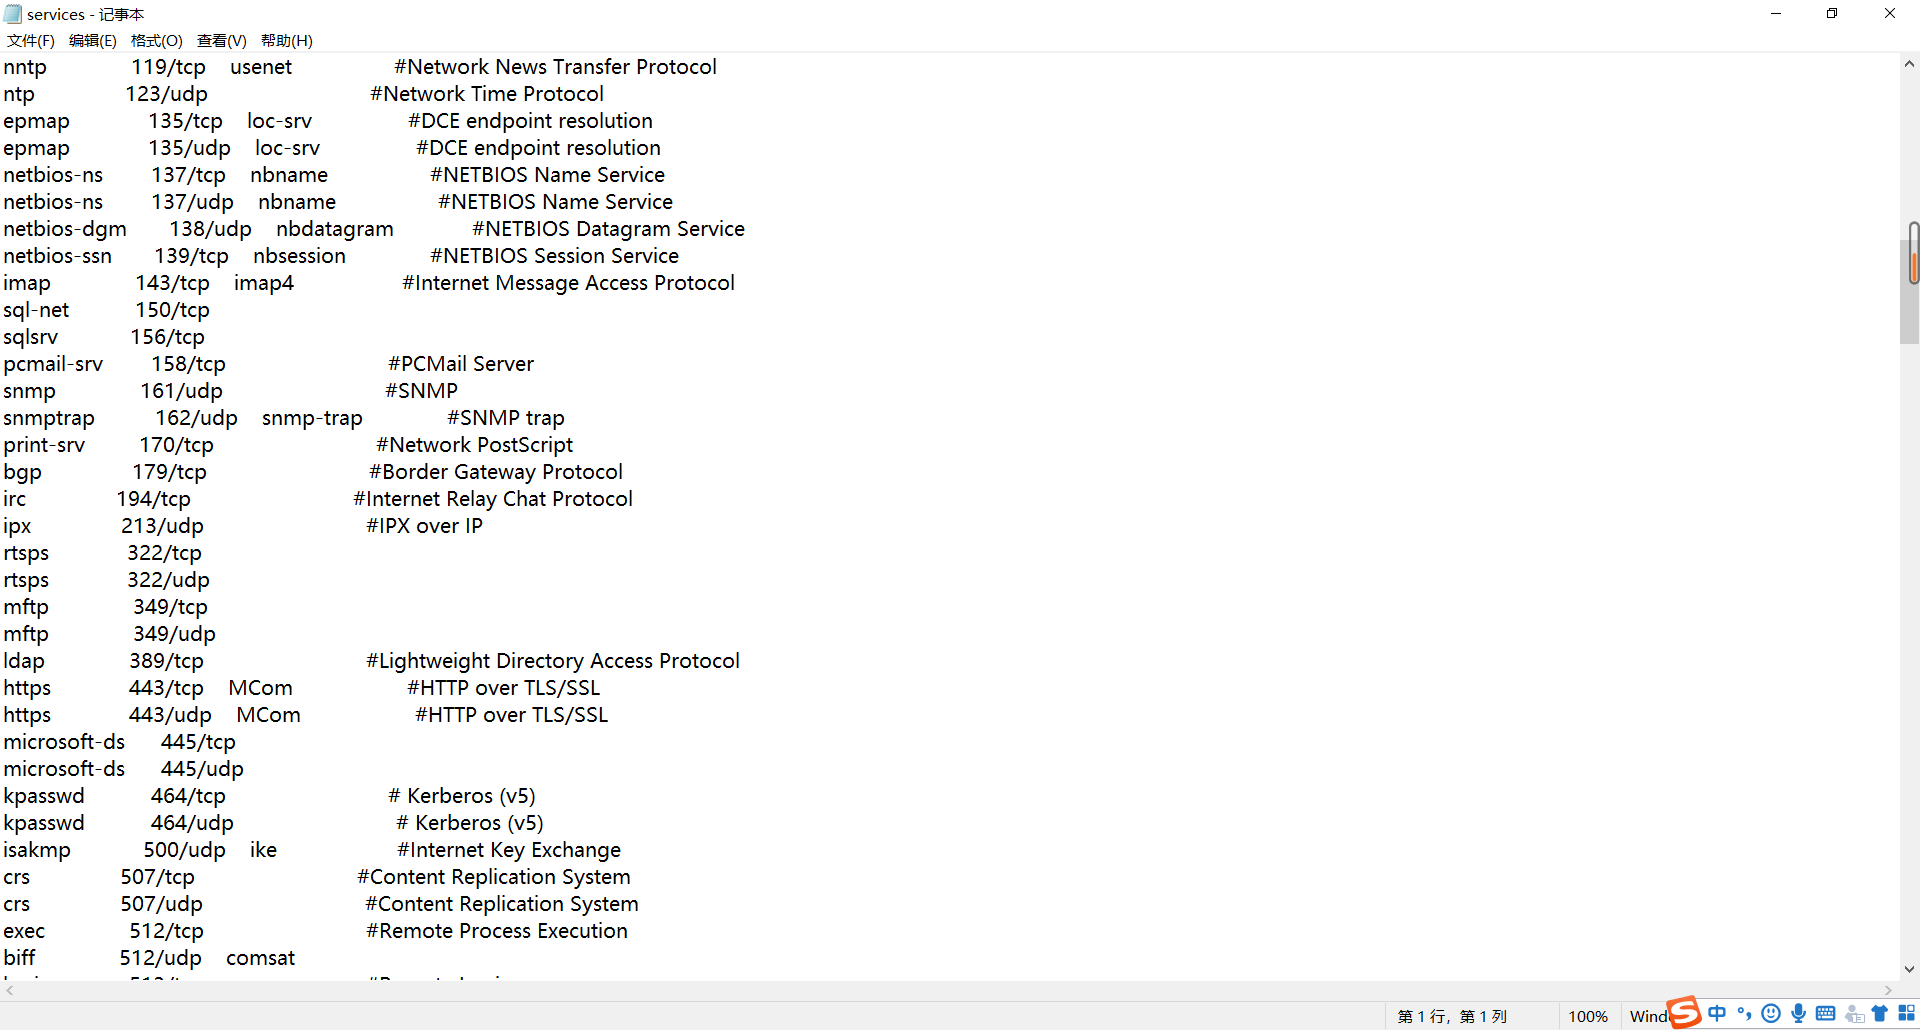 services - 记事本
文件(F) 编辑(E) 格式(O) 查看(V) 帮助(H)
nntp 119/tcp usenet #Network News Transfer Protocol
ntp 123/udp #Network Time Protocol
epmap 135/tcp loc-srv #DCE endpoint resolution
epmap 135/udp loc-srv #DCE endpoint resolution
netbios-ns 137/tcp nbname #NETBIOS Name Service
netbios-ns 137/udp nbname #NETBIOS Name Service
netbios-dgm 138/udp nbdatagram #NETBIOS Datagram Service
netbios-ssn 139/tcp nbsession #NETBIOS Session Service
imap 143/tcp imap4 #Internet Message Access Protocol
sql-net 150/tcp
sqlsrv 156/tcp
pcmail-srv 158/tcp #PCMail Server
snmp 161/udp #SNMP
snmptrap 162/udp snmp-trap #SNMP trap
print-srv 170/tcp #Network PostScript
bgp 179/tcp #Border Gateway Protocol
irc 194/tcp #Internet Relay Chat Protocol
ipx 213/udp #IPX over IP
rtsps 322/tcp
rtsps 322/udp
mftp 349/tcp
mftp 349/udp
ldap 389/tcp #Lightweight Directory Access Protocol
https 443/tcp MCom #HTTP over TLS/SSL
https 443/udp MCom #HTTP over TLS/SSL
microsoft-ds 445/tcp
microsoft-ds 445/udp
kpasswd 464/tcp # Kerberos (v5)
kpasswd 464/udp # Kerberos (v5)
isakmp 500/udp ike #Internet Key Exchange
crs 507/tcp #Content Replication System
crs 507/udp #Content Replication System
exec 512/tcp #Remote Process Execution
biff 512/udp comsat
第 1 行，第 1 列 100% Wind
中